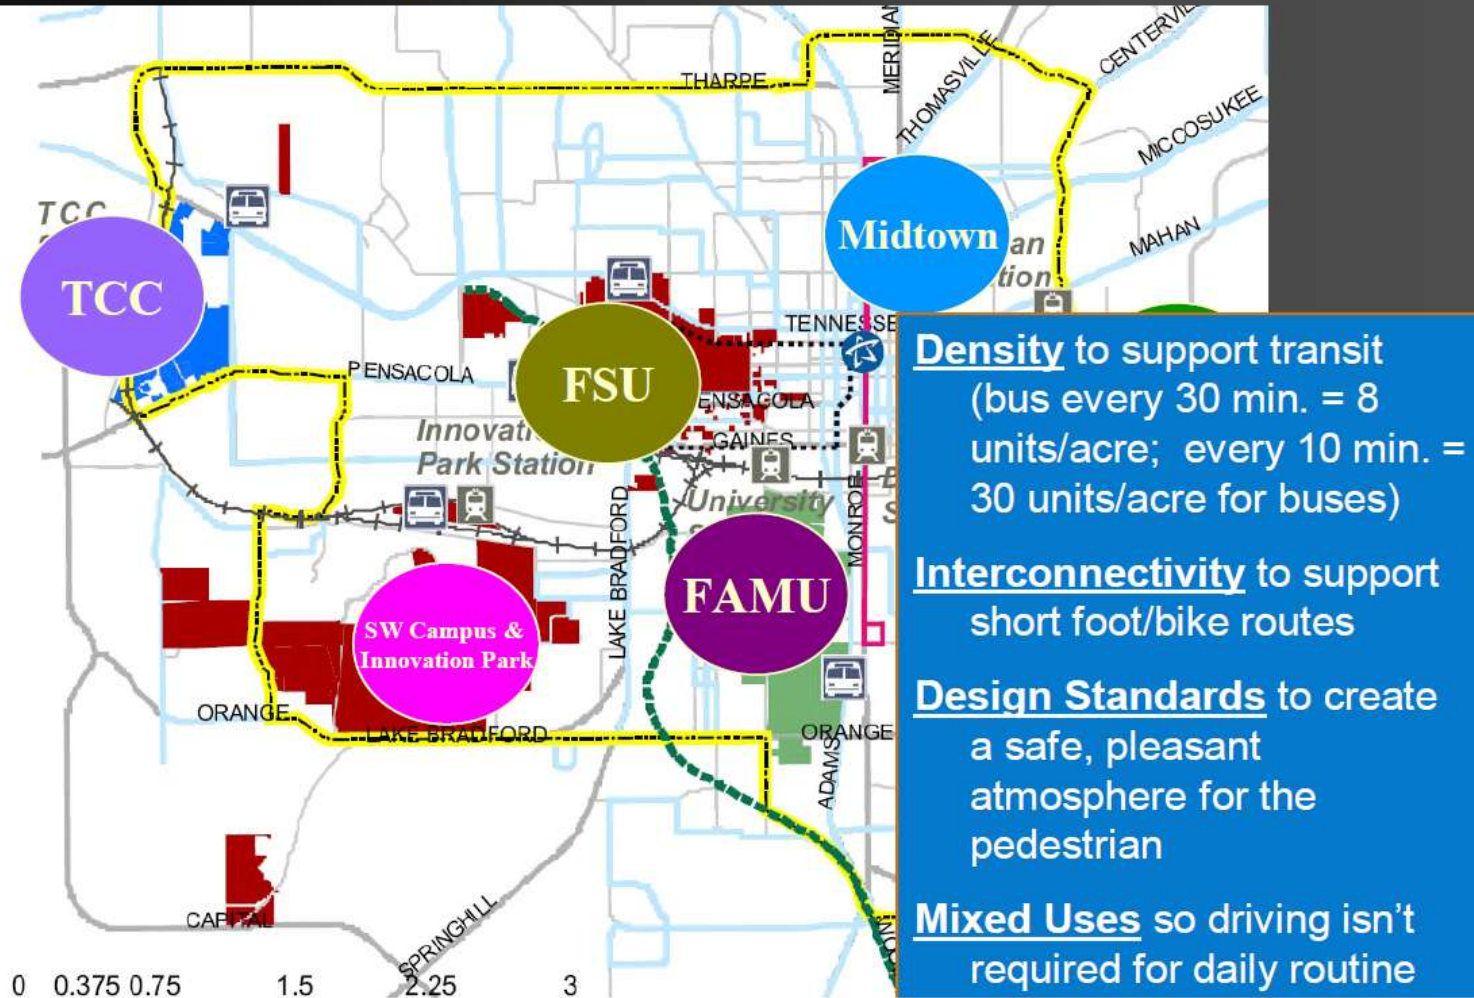 THARPE
MERIDIAN
THOMASVILLE
CENTERVIL
MICCOSUKEE
MAHAN
TCC
TCC
Midtown
an
tion
TENNESSE
FSU
PENSACOLA
ENSACOLA
GAINES
Innovati
Park Station
University
S
MONROE
LAKE BRADFORD
FAMU
SW Campus &
Innovation Park
ORANGE
LAKE BRADFORD
ORANGE
ADAMS
CAPITAL
SPRINGHILL
0 0.375 0.75 1.5 2.25 3
Density to support transit
(bus every 30 min. = 8
units/acre; every 10 min. =
30 units/acre for buses)
Interconnectivity to support
short foot/bike routes
Design Standards to create
a safe, pleasant
atmosphere for the
pedestrian
Mixed Uses so driving isn't
required for daily routine